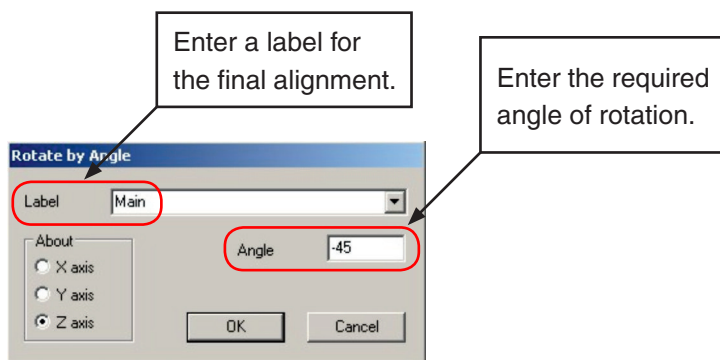 Enter a label for
the final alignment.
Enter the required
angle of rotation.
Rotate by Angle
Label Main
About
X axis
Y axis
Z axis
Angle -45
OK Cancel